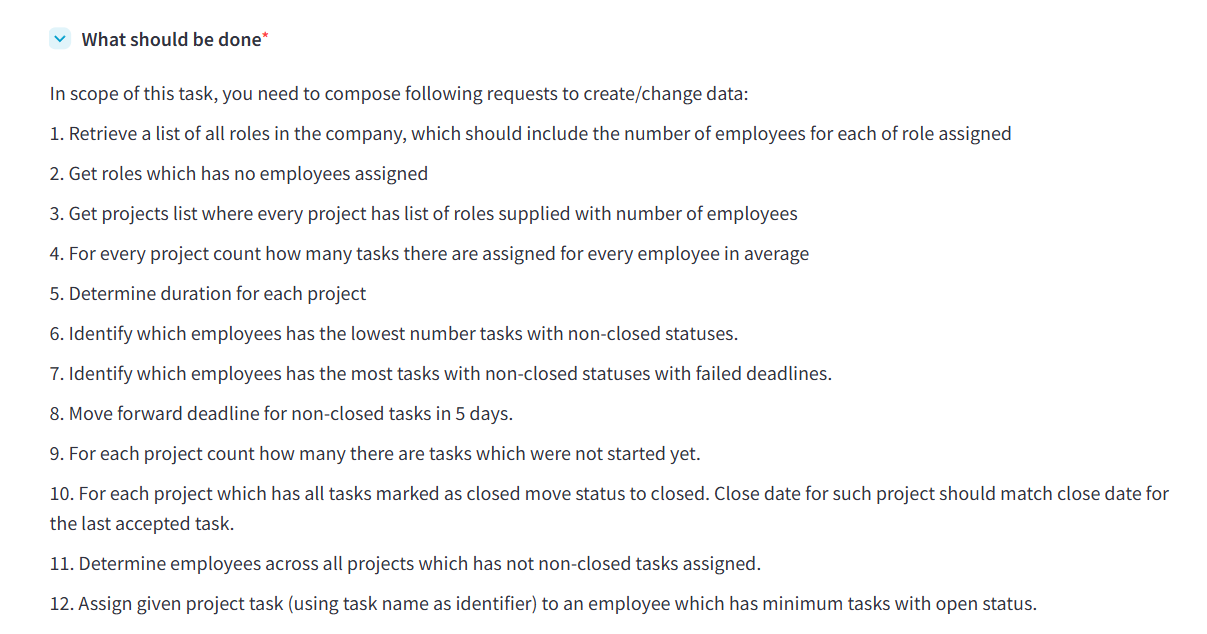 What should be done*
In scope of this task, you need to compose following requests to create/change data:
1. Retrieve a list of all roles in the company, which should include the number of employees for each of role assigned
2. Get roles which has no employees assigned
3. Get projects list where every project has list of roles supplied with number of employees
4. For every project count how many tasks there are assigned for every employee in average
5. Determine duration for each project
6. Identify which employees has the lowest number tasks with non-closed statuses.
7. Identify which employees has the most tasks with non-closed statuses with failed deadlines.
8. Move forward deadline for non-closed tasks in 5 days.
9. For each project count how many there are tasks which were not started yet.
10. For each project which has all tasks marked as closed move status to closed. Close date for such project should match close date for
the last accepted task.
11. Determine employees across all projects which has not non-closed tasks assigned.
12. Assign given project task (using task name as identifier) to an employee which has minimum tasks with open status.